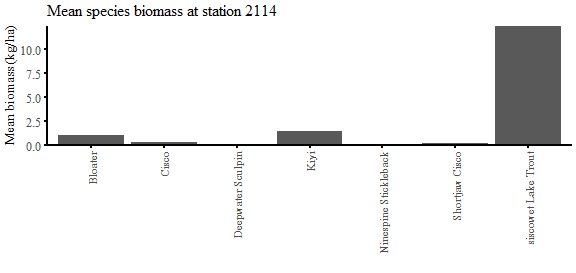 Mean species biomass at station 2114
Mean biomass (kg/ha)
10.0
7.5
5.0
2.5
0.0
Bloater
Cisco
Deepwater Sculpin
Kiyi
Ninespine Stickleback
Shortjaw Cisco
siscowet Lake Trout